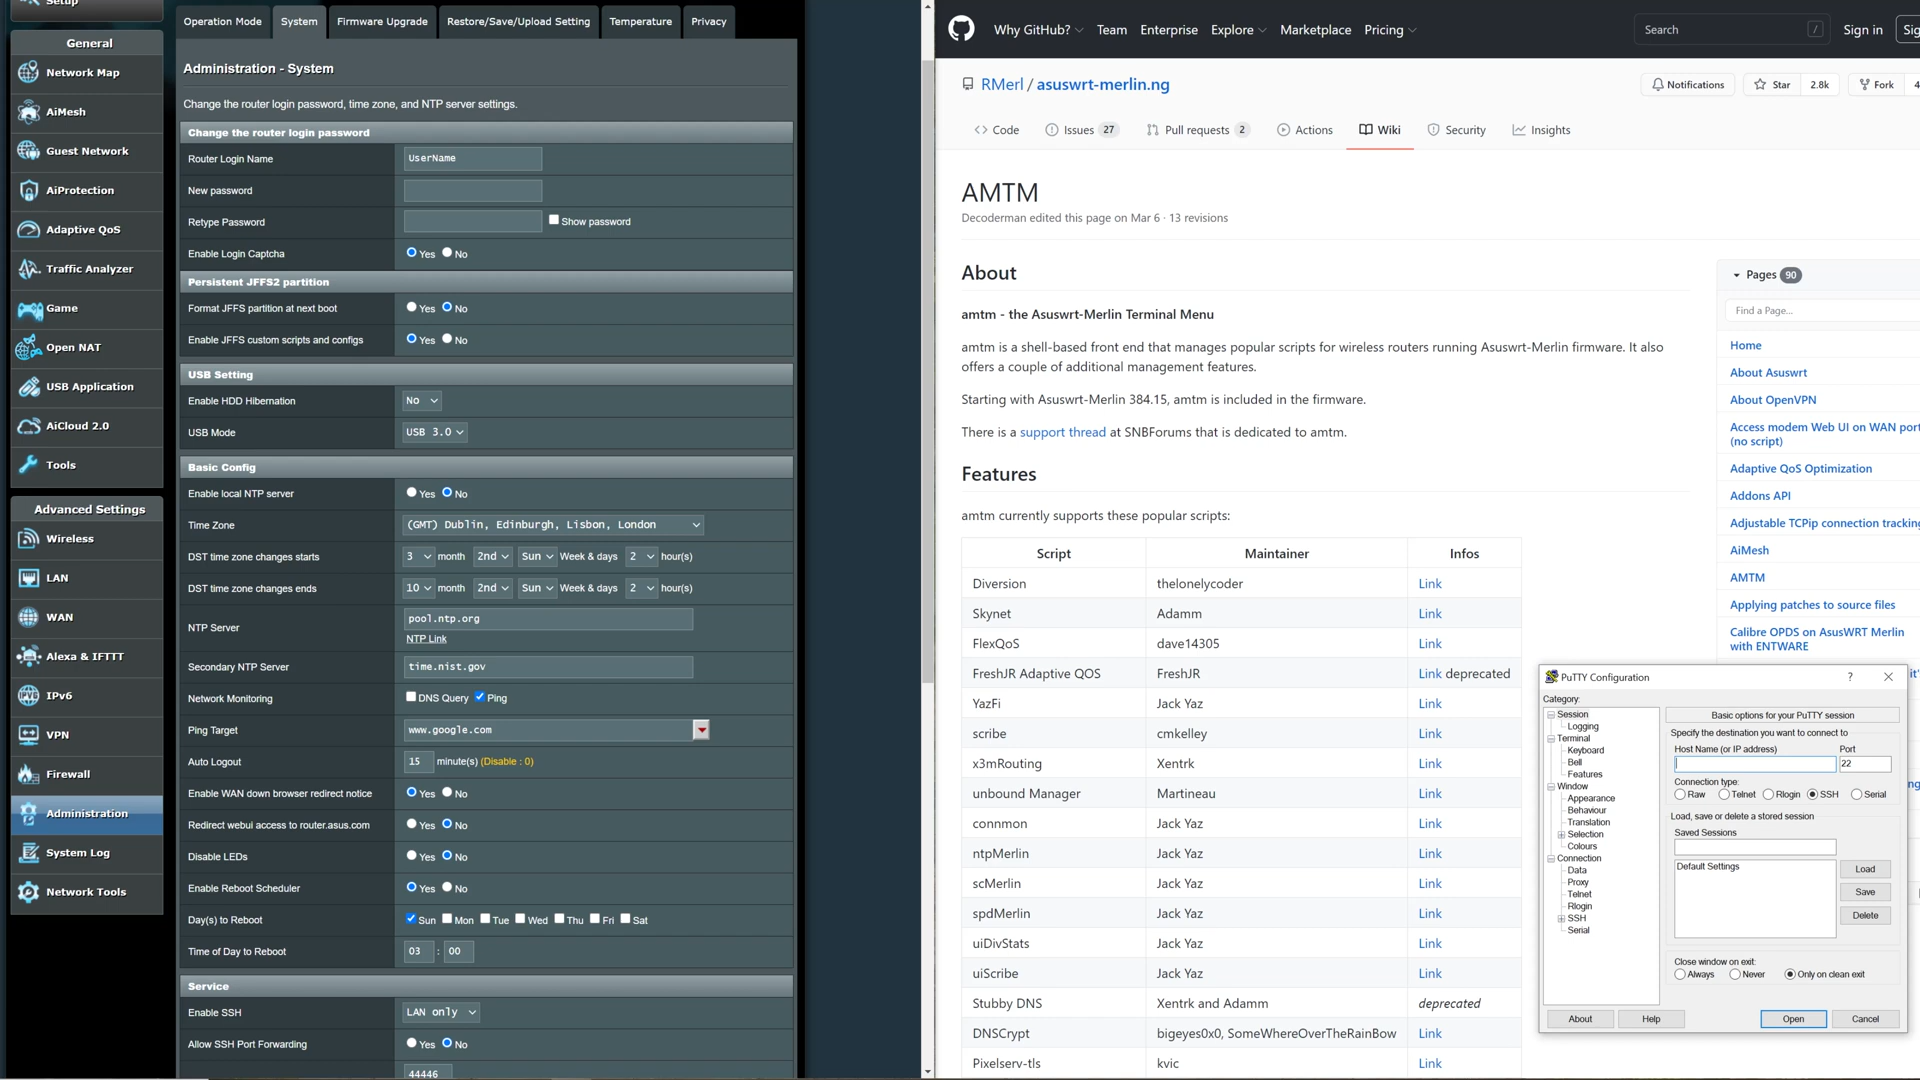 Setup
General
Network Map
AiMesh
Guest Network
AiProtection
Adaptive QoS
Traffic Analyzer
Game
Open NAT
USB Application
AiCloud 2.0
Tools
Advanced Settings
Wireless
LAN
WAN
Alexa & IFTTT
IPv6
VPN
Firewall
Administration
System Log
Network Tools
Operation Mode System Firmware Upgrade Restore/Save/Upload Setting Temperature Privacy
Administration - System
Change the router login password, time zone, and NTP server settings.
Change the router login password
Router Login Name UserName
New password
Retype Password Show password
Enable Login Captcha Yes No
Persistent JFFS2 partition
Format JFFS partition at next boot Yes No
Enable JFFS custom scripts and configs Yes No
USB Setting
Enable HDD Hibernation No
USB Mode USB 3.0
Basic Config
Enable local NTP server Yes No
Time Zone (GMT) Dublin, Edinburgh, Lisbon, London
DST time zone changes starts 3 month 2nd Sun Week & days 2 hour(s)
DST time zone changes ends 10 month 2nd Sun Week & days 2 hour(s)
NTP Server pool.ntp.org
NTP Link
Secondary NTP Server time.nist.gov
Network Monitoring DNS Query Ping
Ping Target www.google.com
Auto Logout 15 minute(s) (Disable : 0)
Enable WAN down browser redirect notice Yes No
Redirect webui access to router.asus.com Yes No
Disable LEDs Yes No
Enable Reboot Scheduler Yes No
Day(s) to Reboot Sun Mon Tue Wed Thu Fri Sat
Time of Day to Reboot 03 : 00
Service
Enable SSH LAN only
Allow SSH Port Forwarding Yes No
44446
Why GitHub? Team Enterprise Explore Marketplace Pricing Search / Sign in Sig
RMerl / asuswrt-merlin.ng Notifications Star 2.8k Fork 4
Code Issues 27 Pull requests 2 Actions Wiki Security Insights
AMTM
Decoderman edited this page on Mar 6 · 13 revisions
About
amtm - the Asuswrt-Merlin Terminal Menu
amtm is a shell-based front end that manages popular scripts for wireless routers running Asuswrt-Merlin firmware. It also
offers a couple of additional management features.
Starting with Asuswrt-Merlin 384.15, amtm is included in the firmware.
There is a support thread at SNBForums that is dedicated to amtm.
Features
amtm currently supports these popular scripts:
Script Maintainer Infos
Diversion thelonelycoder Link
Skynet Adamm Link
FlexQoS dave14305 Link
FreshJR Adaptive QOS FreshJR Link deprecated
YazFi Jack Yaz Link
scribe cmkelley Link
x3mRouting Xentrk Link
unbound Manager Martineau Link
connmon Jack Yaz Link
ntpMerlin Jack Yaz Link
scMerlin Jack Yaz Link
spdMerlin Jack Yaz Link
uiDivStats Jack Yaz Link
uiScribe Jack Yaz Link
Stubby DNS Xentrk and Adamm deprecated
DNSCrypt bigeyes0x0, SomeWhereOverTheRainBow Link
Pixelserv-tls kvic Link
Pages 90
Find a Page...
Home
About Asuswrt
About OpenVPN
Access modem Web UI on WAN port
(no script)
Adaptive QoS Optimization
Addons API
Adjustable TCPip connection tracking
AiMesh
AMTM
Applying patches to source files
Calibre OPDS on AsusWRT Merlin
with ENTWARE
it'
ng
PuTTY Configuration ?
Category:
Session
Logging
Terminal
Keyboard
Bell
Features
Window
Appearance
Behaviour
Translation
Selection
Colours
Connection
Data
Proxy
Telnet
Rlogin
SSH
Serial
Basic options for your PuTTY session
Specify the destination you want to connect to
Host Name (or IP address) Port
22
Connection type:
Raw Telnet Rlogin SSH Serial
Load, save or delete a stored session
Saved Sessions
Default Settings
Load
Save
Delete
Close window on exit:
Always Never Only on clean exit
About Help Open Cancel